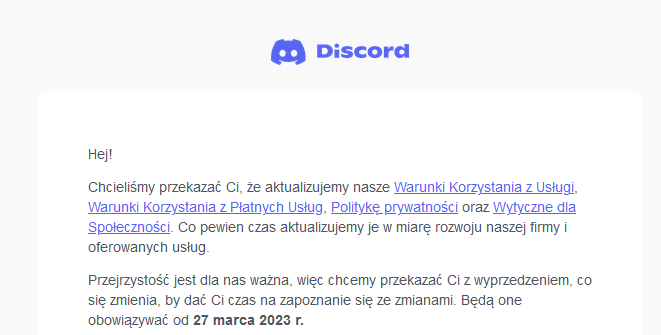 Discord
Hej!
Chcieliśmy przekazać Ci, że aktualizujemy nasze Warunki Korzystania z Usługi,
Warunki Korzystania z Płatnych Usług, Politykę prywatności oraz Wytyczne dla
Społeczności. Co pewien czas aktualizujemy je w miarę rozwoju naszej firmy i
oferowanych usług.
Przejrzystość jest dla nas ważna, więc chcemy przekazać Ci z wyprzedzeniem, co
się zmienia, by dać Ci czas na zapoznanie się ze zmianami. Będą one
obowiązywać od 27 marca 2023 r.